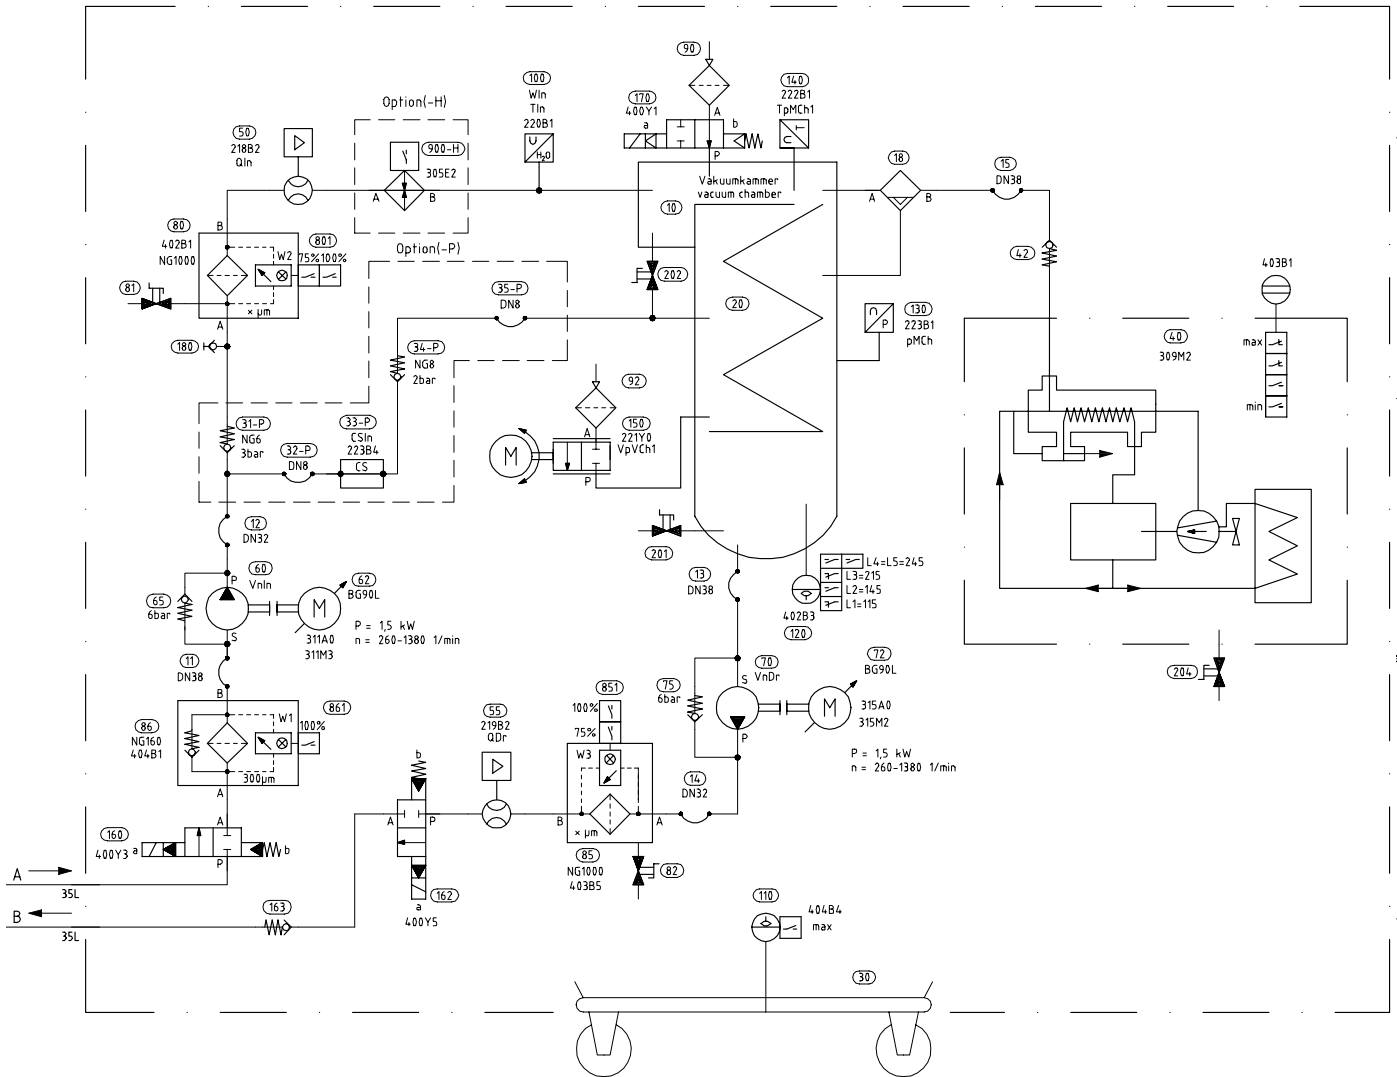 90
100
WIn
TIn
220B1
U
H₂O
140
222B1
TpMCh1
U
T
170
400Y1
a
b
A
P
Option(-H)
50
218B2
QIn
900-H
305E2
A
B
18
A
B
15
DN38
Vakuumkammer
vacuum chamber
10
80
402B1
NG1000
B
W2
801
75%
100%
× µm
A
81
Option(-P)
202
42
403B1
35-P
DN8
20
130
223B1
pMCh
U
P
40
309M2
max
min
180
34-P
NG8
2bar
92
150
221Y0
VpVCh1
A
P
M
31-P
NG6
3bar
33-P
CSIn
223B4
CS
32-P
DN8
12
DN32
201
13
DN38
L4=L5=245
L3=215
L2=145
L1=115
402B3
120
60
VnIn
P
S
62
BG90L
M
65
6bar
311A0
311M3
P = 1,5 kW
n = 260-1380 1/min
11
DN38
70
VnDr
S
P
72
BG90L
M
75
6bar
315A0
315M2
P = 1,5 kW
n = 260-1380 1/min
204
B
86
NG160
404B1
W1
861
100%
300µm
A
851
100%
75%
W3
55
219B2
QDr
b
14
DN32
A
P
B
A
× µm
160
400Y3
a
b
A
P
85
NG1000
403B5
82
162
a
400Y5
A
35L
B
35L
163
110
404B4
max
30